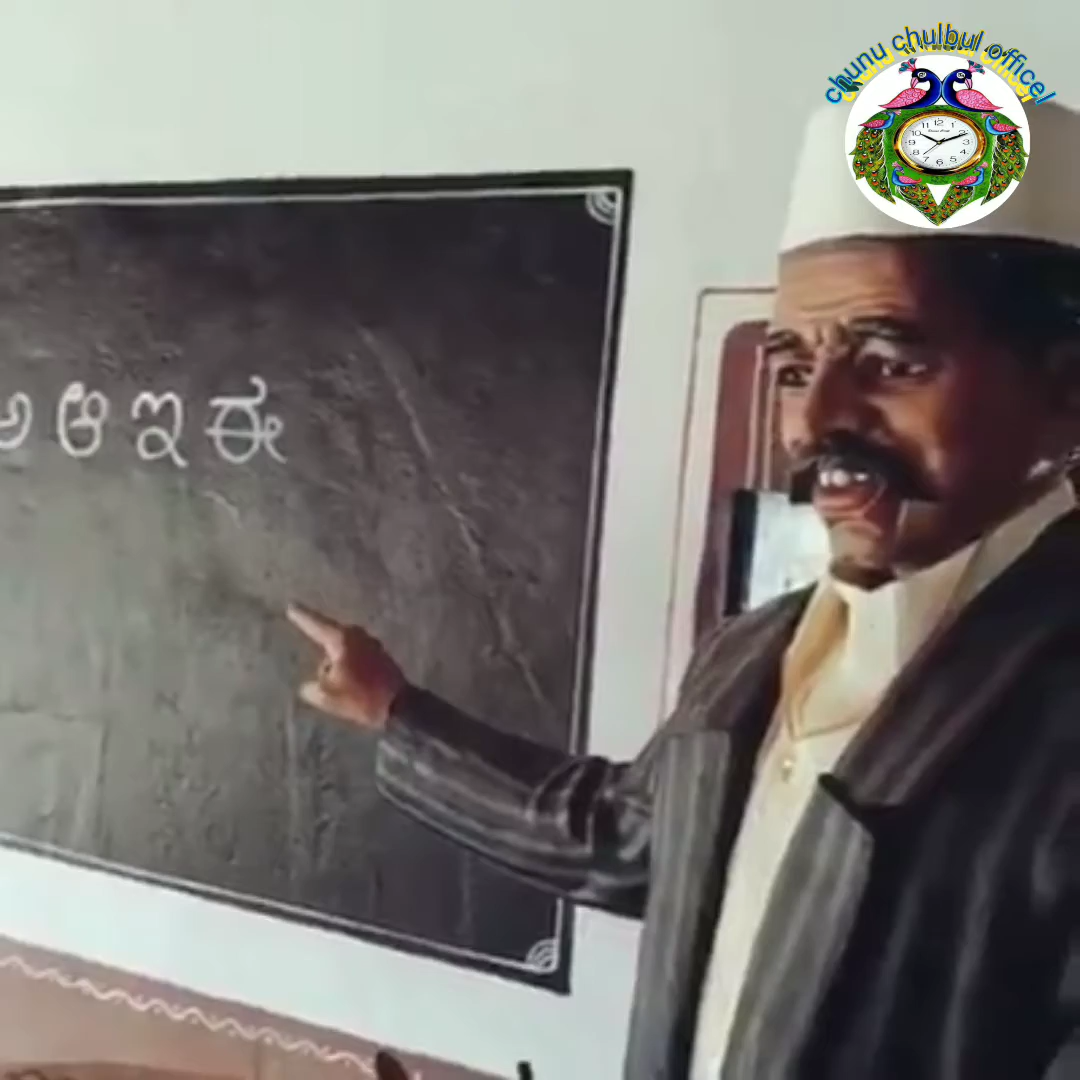 chunu chulbul officel
ಅ ಆ ಇ ಈ